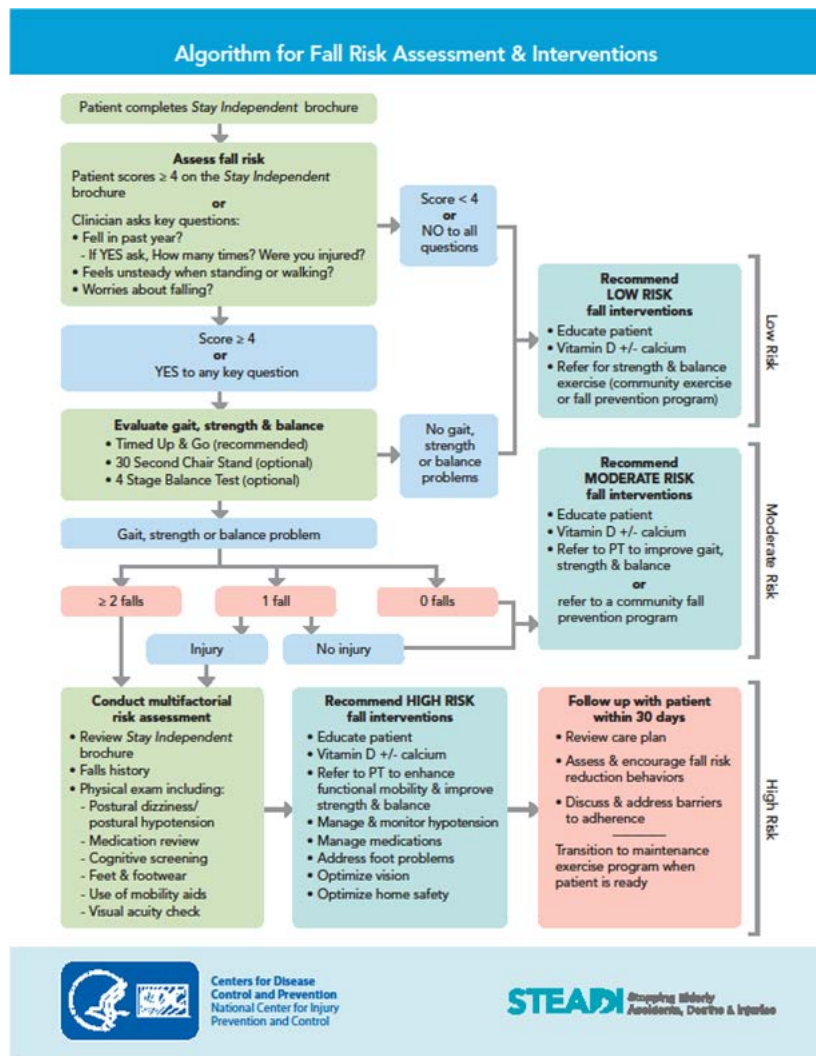 Algorithm for Fall Risk Assessment & Interventions
Patient completes Stay Independent brochure
Assess fall risk
Patient scores ≥ 4 on the Stay Independent
brochure
or
Clinician asks key questions:
• Fell in past year?
- If YES ask, How many times? Were you injured?
• Feels unsteady when standing or walking?
• Worries about falling?
Score < 4
or
NO to all
questions
Score ≥ 4
or
YES to any key question
Evaluate gait, strength & balance
• Timed Up & Go (recommended)
• 30 Second Chair Stand (optional)
• 4 Stage Balance Test (optional)
No gait,
strength
or balance
problems
Recommend
LOW RISK
fall interventions
• Educate patient
• Vitamin D +/- calcium
• Refer for strength & balance
exercise (community exercise
or fall prevention program)
Low Risk
Gait, strength or balance problem
≥ 2 falls
1 fall
0 falls
Injury
No injury
Recommend
MODERATE RISK
fall interventions
• Educate patient
• Vitamin D +/- calcium
• Refer to PT to improve gait,
strength & balance
or
refer to a community fall
prevention program
Moderate Risk
Conduct multifactorial
risk assessment
• Review Stay Independent
brochure
• Falls history
• Physical exam including:
- Postural dizziness/
postural hypotension
- Medication review
- Cognitive screening
- Feet & footwear
- Use of mobility aids
- Visual acuity check
Recommend HIGH RISK
fall interventions
• Educate patient
• Vitamin D +/- calcium
• Refer to PT to enhance
functional mobility & improve
strength & balance
• Manage & monitor hypotension
• Manage medications
• Address foot problems
• Optimize vision
• Optimize home safety
Follow up with patient
within 30 days
• Review care plan
• Assess & encourage fall risk
reduction behaviors
• Discuss & address barriers
to adherence
Transition to maintenance
exercise program when
patient is ready
High Risk
CDC
Centers for Disease
Control and Prevention
National Center for Injury
Prevention and Control
STEADI
Stopping Elderly
Accidents, Deaths & Injuries